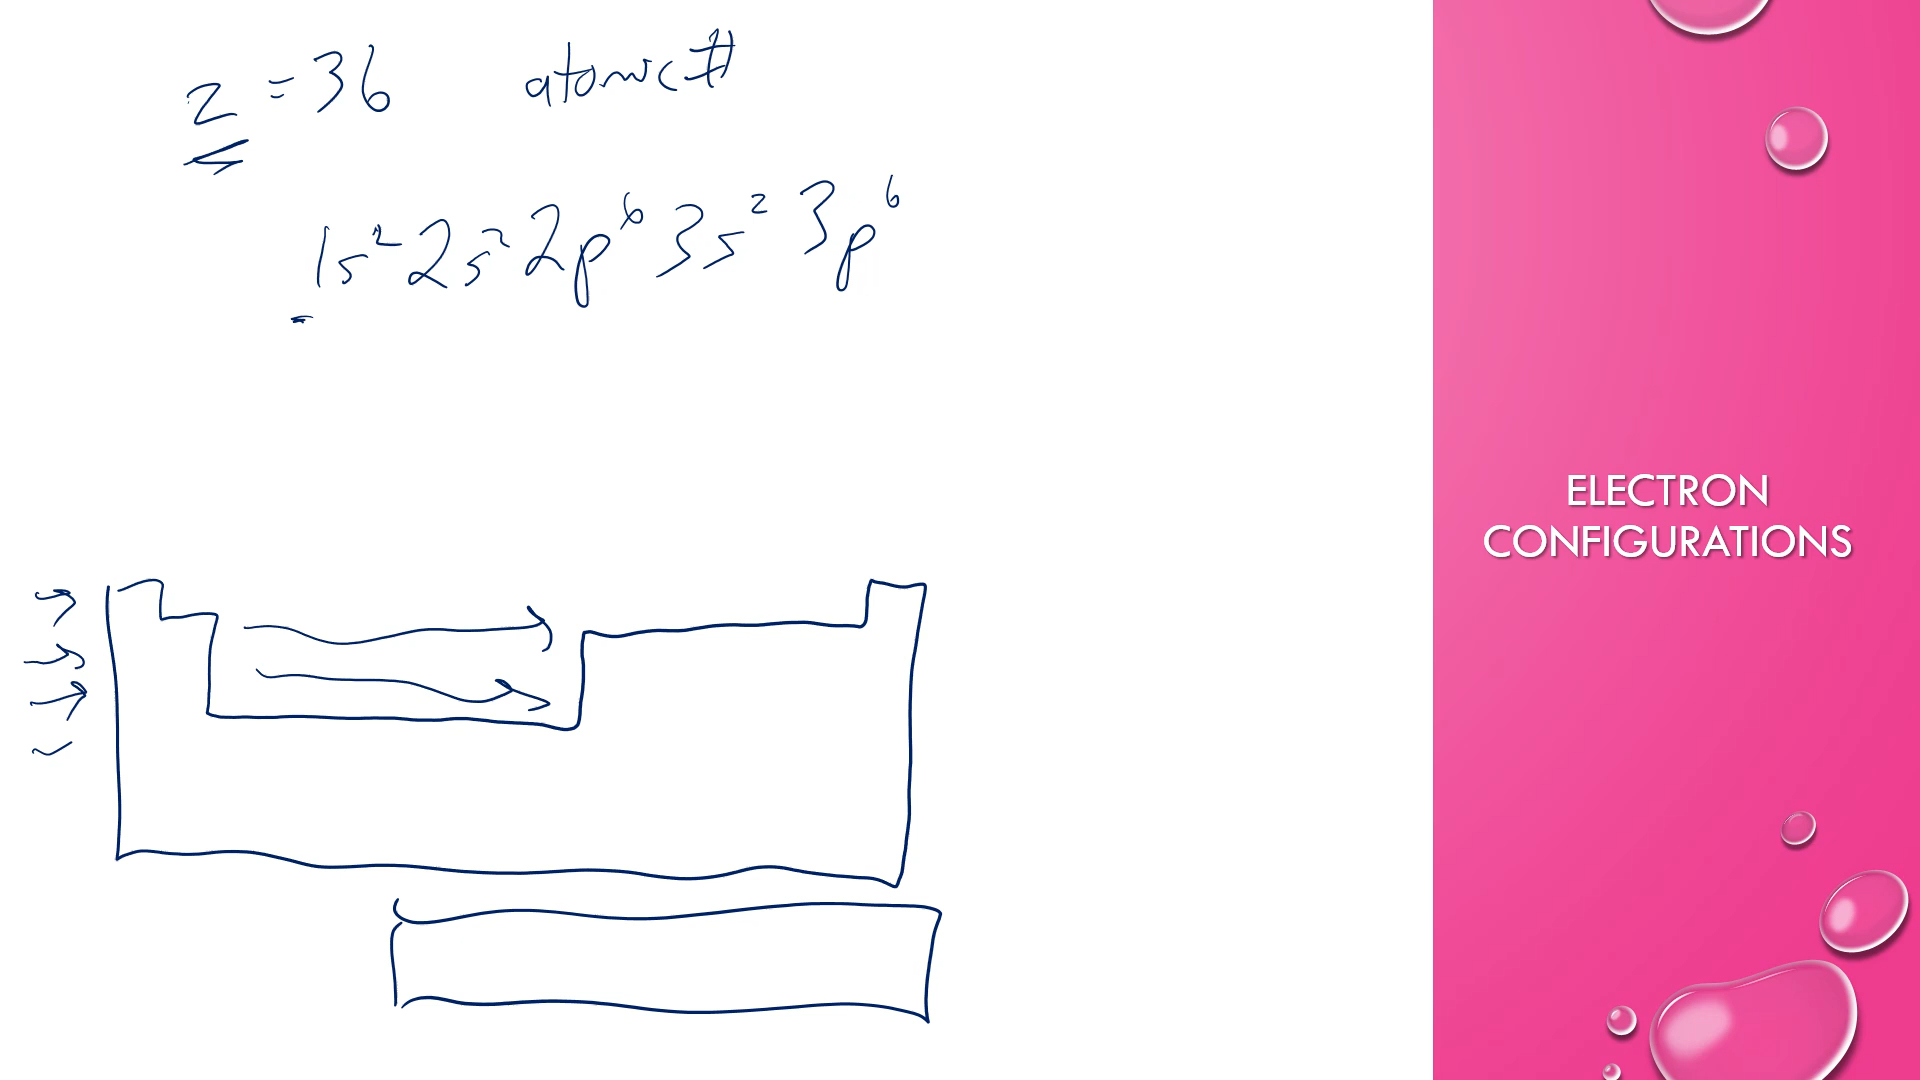 z = 36 atomic #
1s² 2s² 2p⁶ 3s² 3p⁶
ELECTRON
CONFIGURATIONS